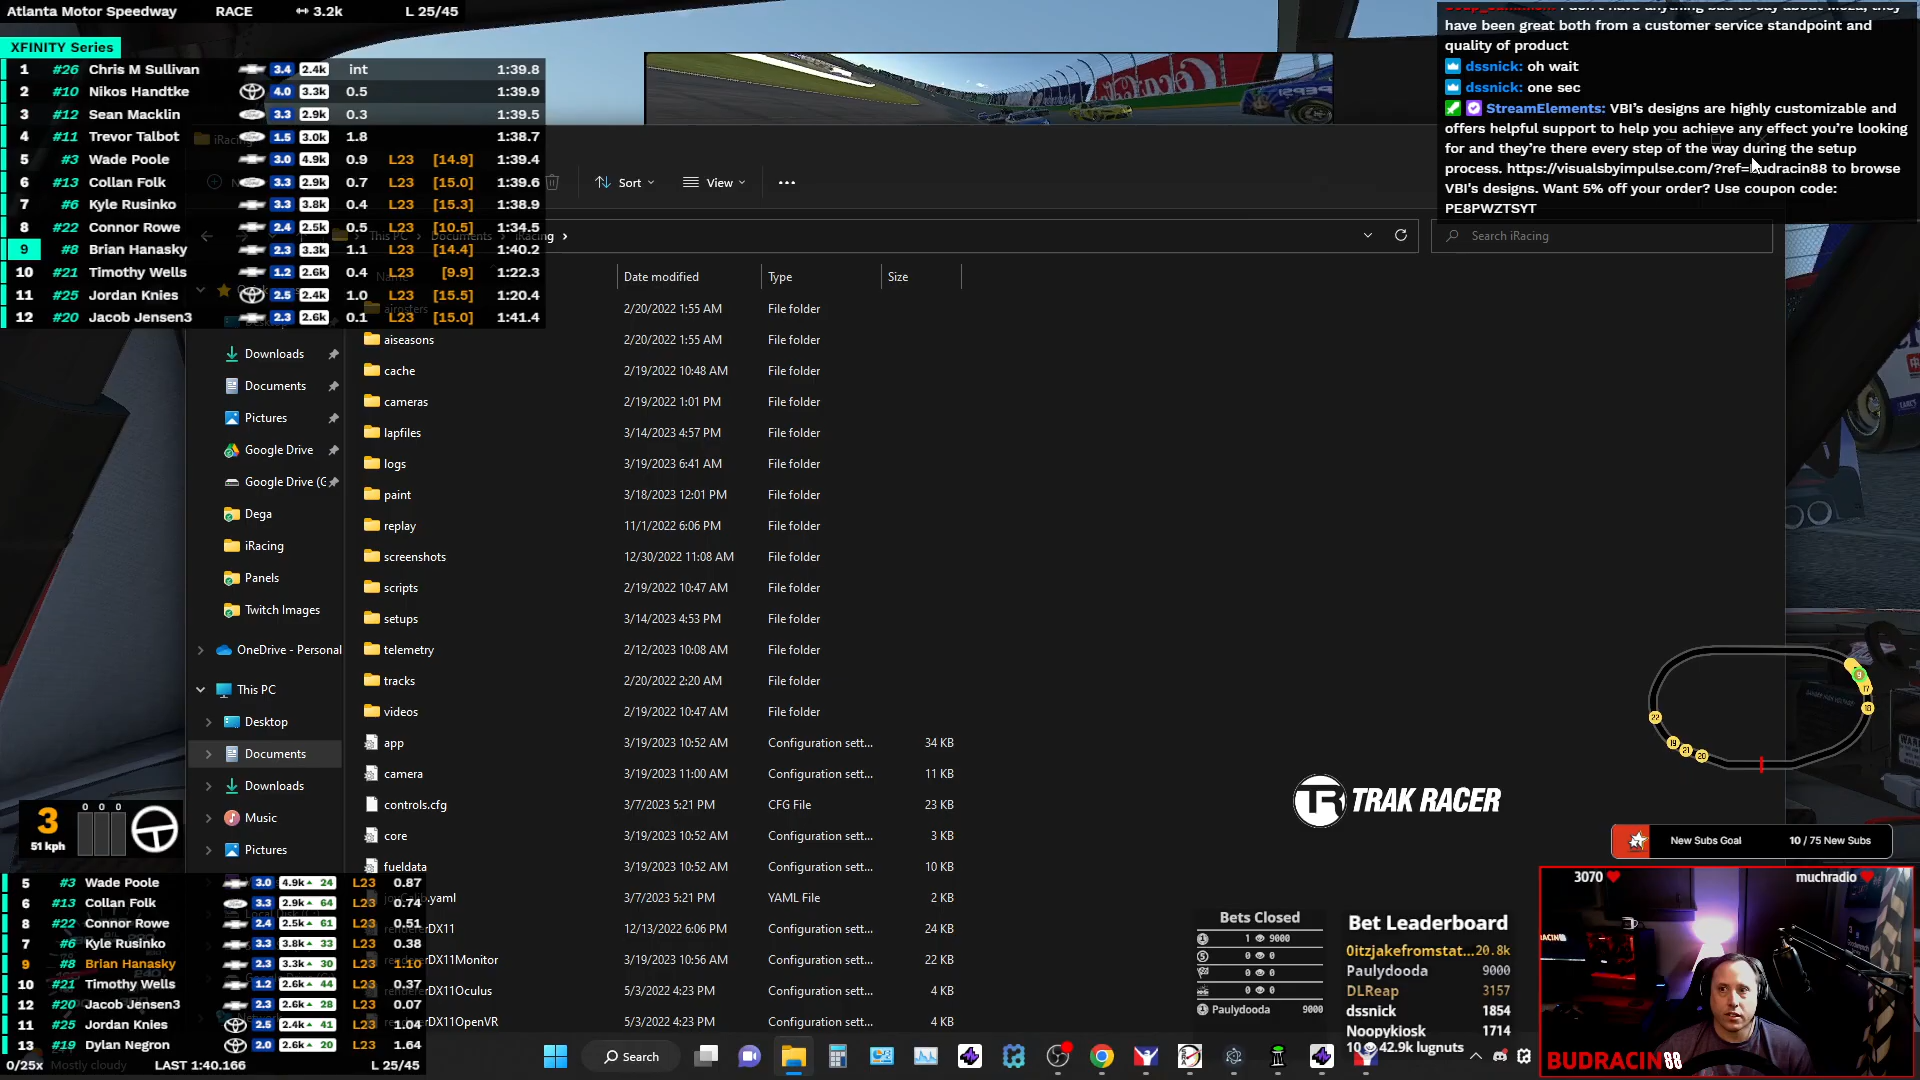 Atlanta Motor Speedway RACE 3.2k L 25/45
XFINITY Series
1 #26 Chris M Sullivan 3.4 2.4k int 1:39.8
2 #10 Nikos Handtke 4.0 3.3k 0.5 1:39.9
3 #12 Sean Macklin 3.3 2.9k 0.3 1:39.5
4 #11 Trevor Talbot 1.5 3.0k 1.8 1:38.7
5 #3 Wade Poole 3.0 4.9k 0.9 L23 [14.9] 1:39.4
6 #13 Collan Folk 3.3 2.9k 0.7 L23 [15.0] 1:39.6
7 #6 Kyle Rusinko 3.3 3.8k 0.4 L23 [15.3] 1:38.9
8 #22 Connor Rowe 2.4 2.5k 0.5 L23 [10.5] 1:34.5
9 #8 Brian Hanasky 2.3 3.3k 1.1 L23 [14.4] 1:40.2
10 #21 Timothy Wells 1.2 2.6k 0.4 L23 [9.9] 1:22.3
11 #25 Jordan Knies 2.5 2.4k 1.0 L23 [15.5] 1:20.4
12 #20 Jacob Jensen3 2.3 2.6k 0.1 L23 [15.0] 1:41.4
have been great both from a customer service standpoint and
quality of product
dssnick: oh wait
dssnick: one sec
StreamElements: VBI's designs are highly customizable and
offers helpful support to help you achieve any effect you're looking
for and they're there every step of the way during the setup
process. https://visualsbyimpulse.com/?ref=Budracin88 to browse
VBI's designs. Want 5% off your order? Use coupon code:
PE8PWZTSYT
iRacing
Sort View
This PC Documents iRacing
Search iRacing
Name Date modified Type Size
airosters 2/20/2022 1:55 AM File folder
aiseasons 2/20/2022 1:55 AM File folder
cache 2/19/2022 10:48 AM File folder
cameras 2/19/2022 1:01 PM File folder
lapfiles 3/14/2023 4:57 PM File folder
logs 3/19/2023 6:41 AM File folder
paint 3/18/2023 12:01 PM File folder
replay 11/1/2022 6:06 PM File folder
screenshots 12/30/2022 11:08 AM File folder
scripts 2/19/2022 10:47 AM File folder
setups 3/14/2023 4:53 PM File folder
telemetry 2/12/2023 10:08 AM File folder
tracks 2/20/2022 2:20 AM File folder
videos 2/19/2022 10:47 AM File folder
app 3/19/2023 10:52 AM Configuration sett... 34 KB
camera 3/19/2023 11:00 AM Configuration sett... 11 KB
controls.cfg 3/7/2023 5:21 PM CFG File 23 KB
core 3/19/2023 10:52 AM Configuration sett... 3 KB
fueldata 3/19/2023 10:52 AM Configuration sett... 10 KB
.yaml 3/7/2023 5:21 PM YAML File 2 KB
rendererDX11 12/13/2022 6:06 PM Configuration sett... 24 KB
rendererDX11Monitor 3/19/2023 10:56 AM Configuration sett... 22 KB
rendererDX11Oculus 5/3/2022 4:23 PM Configuration sett... 4 KB
rendererDX11OpenVR 5/3/2022 4:23 PM Configuration sett... 4 KB
Downloads
Documents
Pictures
Google Drive
Google Drive (G
Dega
iRacing
Panels
Twitch Images
OneDrive - Personal
This PC
Desktop
Documents
Downloads
Music
Pictures
3
51 kph
0 0 0
5 #3 Wade Poole 3.0 4.9k 24 L23 0.87
6 #13 Collan Folk 3.3 2.9k 64 L23 0.74
8 #22 Connor Rowe 2.4 2.5k 61 L23 0.51
7 #6 Kyle Rusinko 3.3 3.8k 33 L23 0.38
9 #8 Brian Hanasky 2.3 3.3k 30 L23 1.10
10 #21 Timothy Wells 1.2 2.6k 44 L23 0.37
12 #20 Jacob Jensen3 2.3 2.6k 28 L23 0.07
11 #25 Jordan Knies 2.5 2.4k 41 L23 1.04
13 #19 Dylan Negron 2.0 2.6k 20 L23 1.64
0/25x LAST 1:40.166 L 25/45
Mostly cloudy
Search
9
17
18
22
19
21
20
TR TRAK RACER
New Subs Goal 10 / 75 New Subs
3070 muchradio
Bets Closed
1 9000
0 0
0 0
0 0
Paulydooda 9000
Bet Leaderboard
0itzjakefromstat... 20.8k
Paulydooda 9000
DLReap 3157
dssnick 1854
Noopykiosk 1714
10 42.9k lugnuts
BUDRACIN88